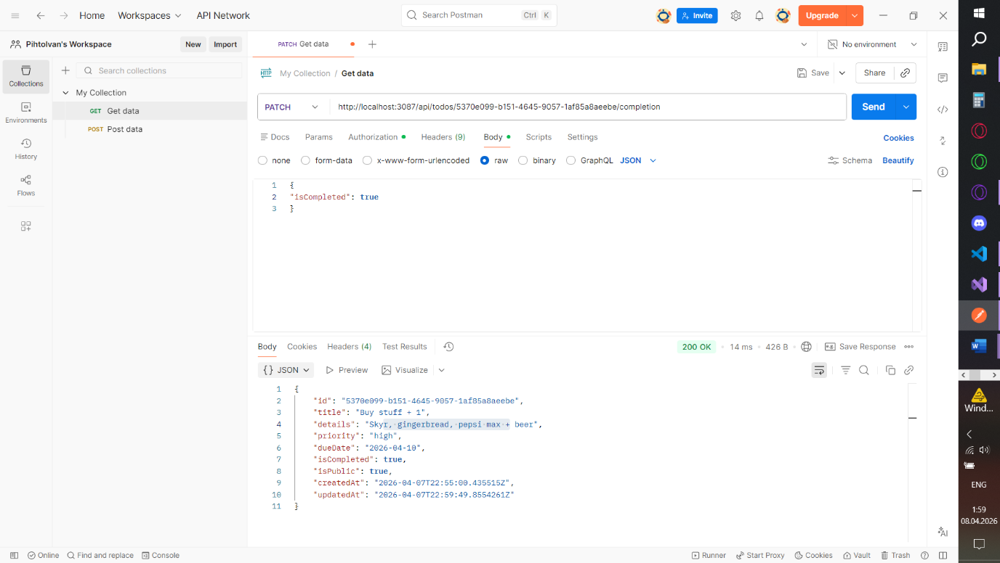 Home
Workspaces
API Network
Search Postman
Ctrl
K
Invite
Upgrade
PihtoIvan's Workspace
New
Import
PATCH Get data
No environment
Collections
Environments
History
Flows
Search collections
My Collection
GET Get data
POST Post data
HTTP
My Collection / Get data
Save
Share
PATCH
http://localhost:3087/api/todos/5370e099-b151-4645-9057-1af85a8aeebe/completion
Send
Docs
Params
Authorization
Headers (9)
Body
Scripts
Settings
Cookies
none
form-data
x-www-form-urlencoded
raw
binary
GraphQL
JSON
Schema
Beautify
1 {
2 "isCompleted": true
3 }
Body
Cookies
Headers (4)
Test Results
200 OK
14 ms
426 B
e.g.
Save Response
{} JSON
Preview
Visualize
1 {
2 "id": "5370e099-b151-4645-9057-1af85a8aeebe",
3 "title": "Buy stuff + 1",
4 "details": "Skyr, gingerbread, pepsi max + beer",
5 "priority": "high",
6 "dueDate": "2026-04-10",
7 "isCompleted": true,
8 "isPublic": true,
9 "createdAt": "2026-04-07T22:55:00.435515Z",
10 "updatedAt": "2026-04-07T22:59:49.8554261Z"
11 }
AI
Online
Find and replace
Console
Runner
Start Proxy
Cookies
Vault
Trash
W
Wind...
ENG
1:59
08.04.2026